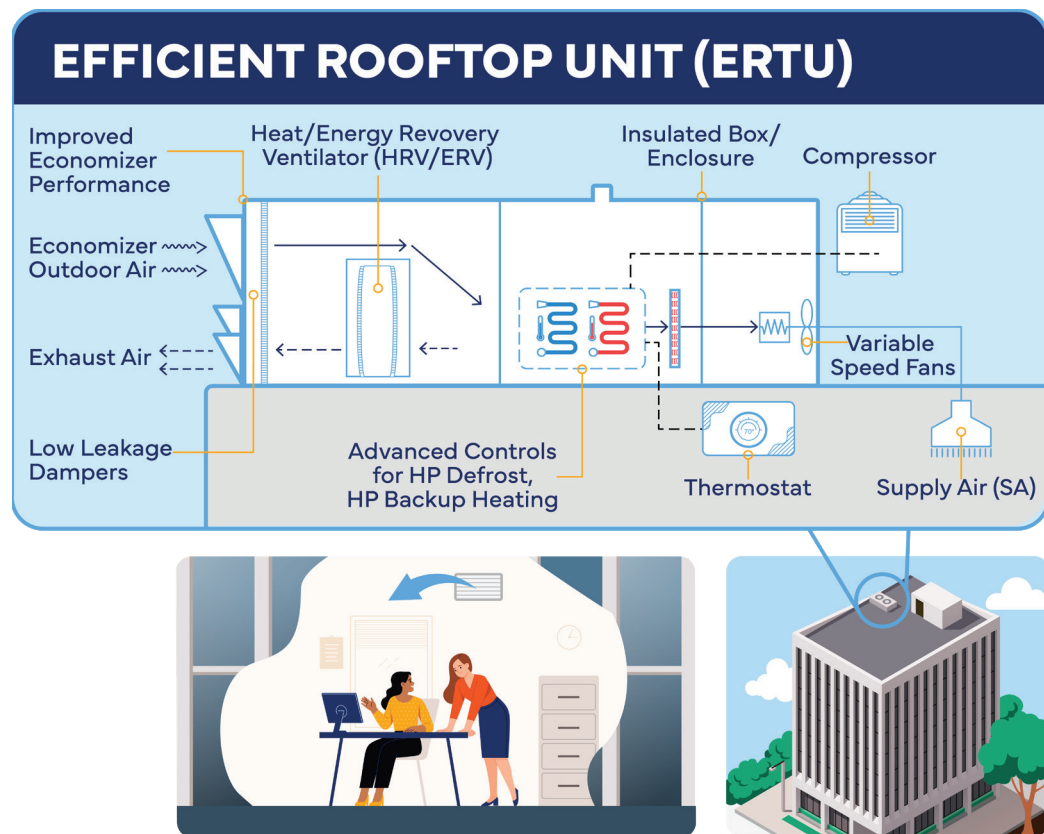 EFFICIENT ROOFTOP UNIT (ERTU)
Improved
Economizer
Performance
Heat/Energy Revovery
Ventilator (HRV/ERV)
Insulated Box/
Enclosure
Compressor
Economizer
Outdoor Air
Exhaust Air
Variable
Speed Fans
70°
Low Leakage
Dampers
Advanced Controls
for HP Defrost,
HP Backup Heating
Thermostat
Supply Air (SA)